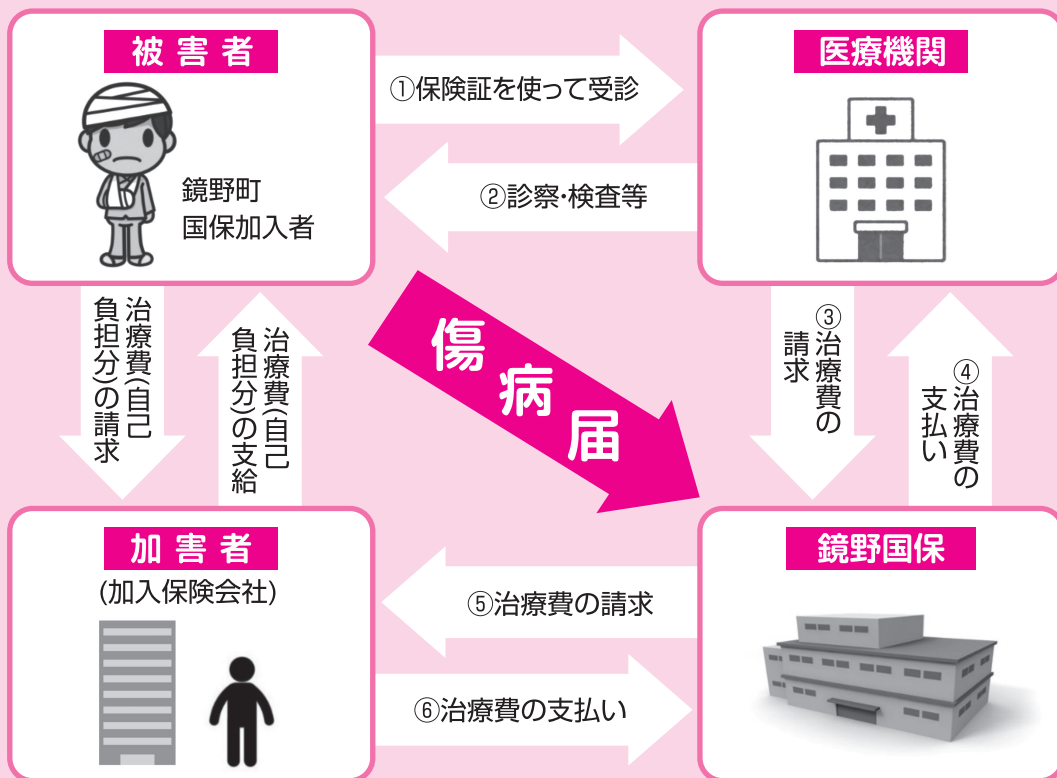 被害者
鏡野町
国保加入者
①保険証を使って受診
②診察・検査等
医療機関
治療費(自己
負担分)の請求
治療費(自己
負担分)の支給
傷病届
③治療費の
請求
④治療費の
支払い
加害者
(加入保険会社)
⑤治療費の請求
⑥治療費の支払い
鏡野国保